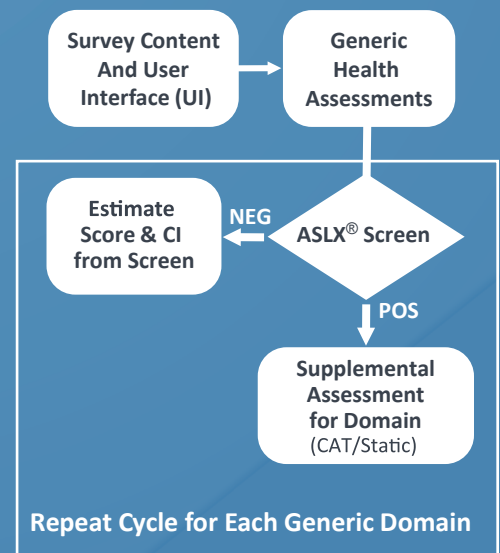 Survey Content
And User
Interface (UI)
Generic
Health
Assessments
Estimate
Score & CI
from Screen
NEG
ASLX® Screen
POS
Supplemental
Assessment
for Domain
(CAT/Static)
Repeat Cycle for Each Generic Domain